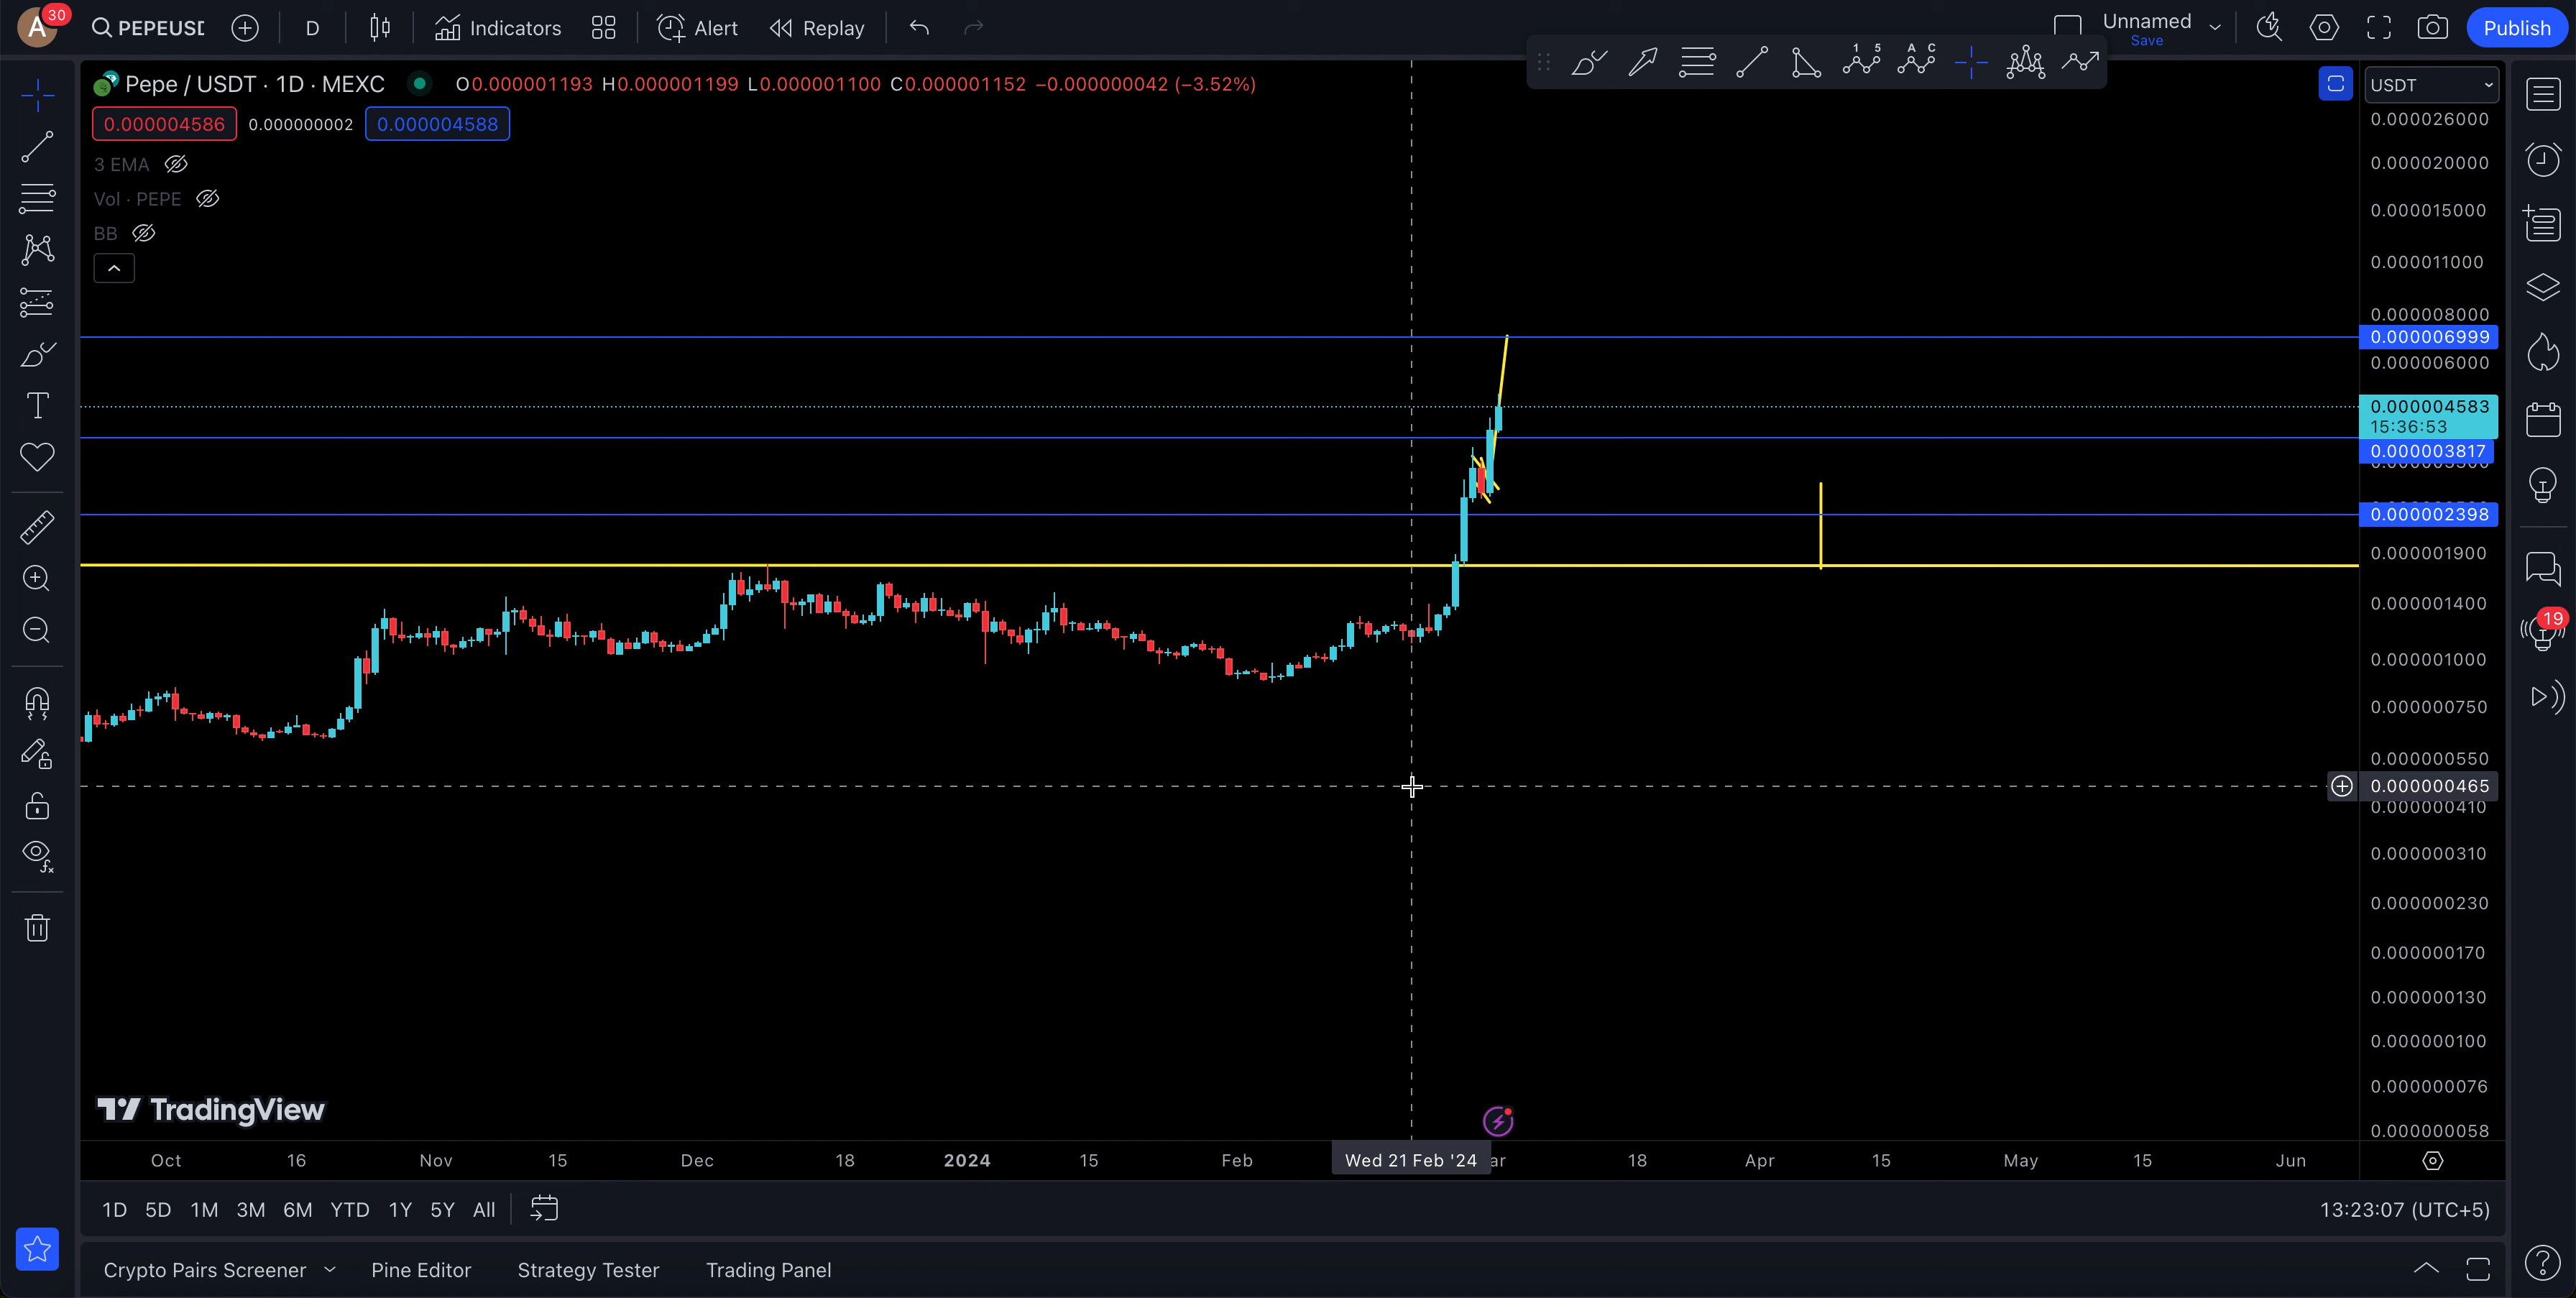 A 30 PEPEUSD D Indicators Alert Replay Unnamed Save Publish
1 5 A C
Pepe / USDT · 1D · MEXC O0.000001193 H0.000001199 L0.000001100 C0.000001152 −0.000000042 (−3.52%) USDT
0.000004586 0.000000002 0.000004588
3 EMA
Vol · PEPE
BB
0.000026000
0.000020000
0.000015000
0.000011000
0.000008000
0.000006999
0.000006000
0.000004583
15:36:53
0.000003817
0.000002398
0.000001900
0.000001400
0.000001000
0.000000750
0.000000550
0.000000465
0.000000410
0.000000310
0.000000230
0.000000170
0.000000130
0.000000100
0.000000076
0.000000058
19
TradingView
Oct 16 Nov 15 Dec 18 2024 15 Feb Wed 21 Feb '24 ar 18 Apr 15 May 15 Jun
1D 5D 1M 3M 6M YTD 1Y 5Y All 13:23:07 (UTC+5)
Crypto Pairs Screener Pine Editor Strategy Tester Trading Panel